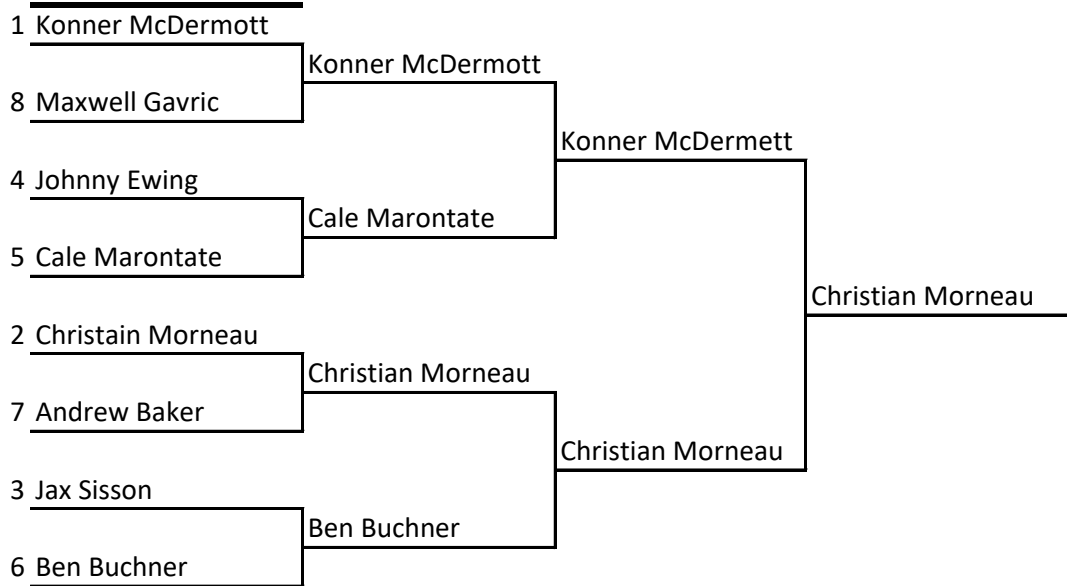 1 Konner McDermott
Konner McDermott
8 Maxwell Gavric
Konner McDermett
4 Johnny Ewing
Cale Marontate
5 Cale Marontate
Christian Morneau
2 Christain Morneau
Christian Morneau
7 Andrew Baker
Christian Morneau
3 Jax Sisson
Ben Buchner
6 Ben Buchner